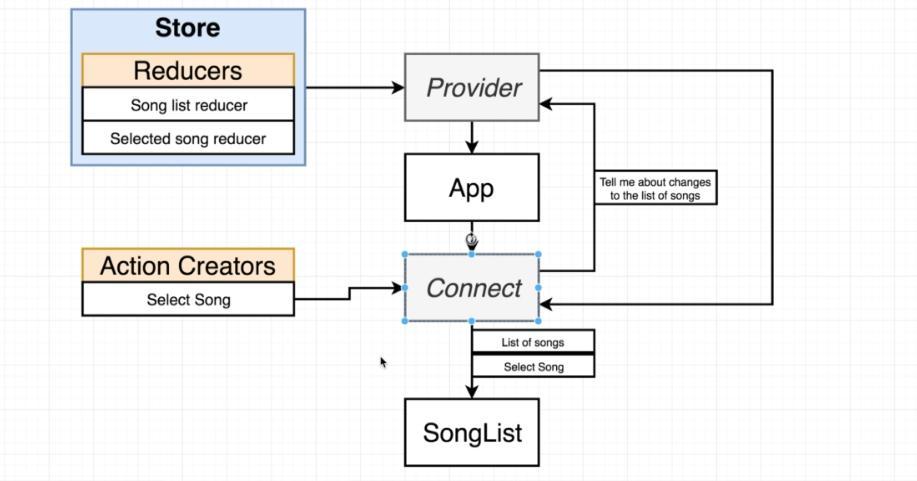 Store
Reducers
Song list reducer
Selected song reducer
Provider
App
Tell me about changes
to the list of songs
Action Creators
Select Song
Connect
List of songs
Select Song
SongList